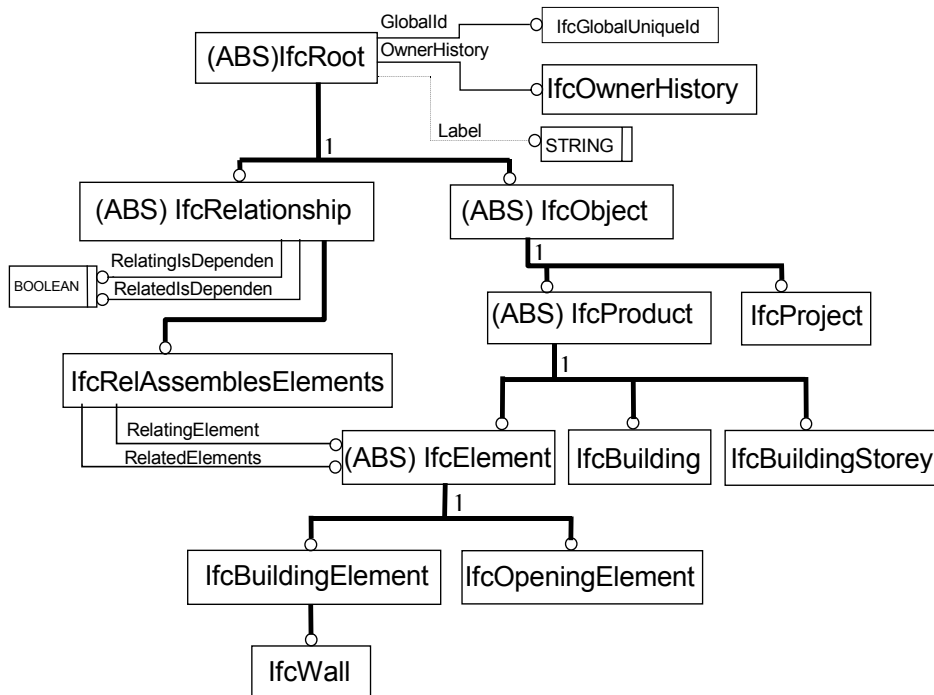 GlobalId
IfcGlobalUniqueId
(ABS)IfcRoot
OwnerHistory
IfcOwnerHistory
Label
STRING
1
(ABS) IfcRelationship
(ABS) IfcObject
1
RelatingIsDependen
BOOLEAN
RelatedIsDependen
(ABS) IfcProduct
IfcProject
1
IfcRelAssemblesElements
RelatingElement
RelatedElements
(ABS) IfcElement
IfcBuilding
IfcBuildingStorey
1
IfcBuildingElement
IfcOpeningElement
IfcWall